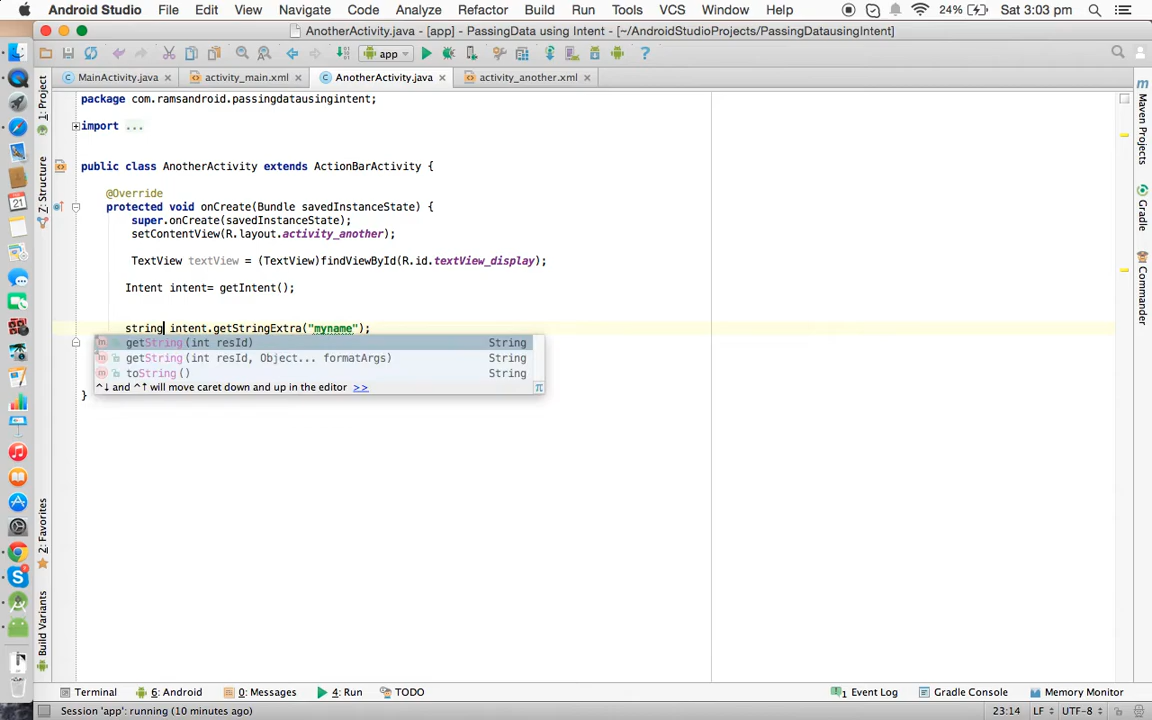 Android Studio File Edit View Navigate Code Analyze Refactor Build Run Tools VCS Window Help 24% Sat 3:03 pm
AnotherActivity.java - [app] - PassingData using Intent - [~/AndroidStudioProjects/PassingDatausingIntent]
app
MainActivity.java activity_main.xml AnotherActivity.java activity_another.xml
1: Project
Z: Structure
2: Favorites
Build Variants
package com.ramsandroid.passingdatausingintent;
import ...
public class AnotherActivity extends ActionBarActivity {
@Override
protected void onCreate(Bundle savedInstanceState) {
super.onCreate(savedInstanceState);
setContentView(R.layout.activity_another);
TextView textView = (TextView)findViewById(R.id.textView_display);
Intent intent= getIntent();
string intent.getStringExtra("myname");
getString(int resId) String
getString(int resId, Object... formatArgs) String
toString() String
^↓ and ^↑ will move caret down and up in the editor >> π
}
Maven Projects
Gradle
Commander
Terminal 6: Android 0: Messages 4: Run TODO 1 Event Log Gradle Console Memory Monitor
Session 'app': running (10 minutes ago) 23:14 LF UTF-8